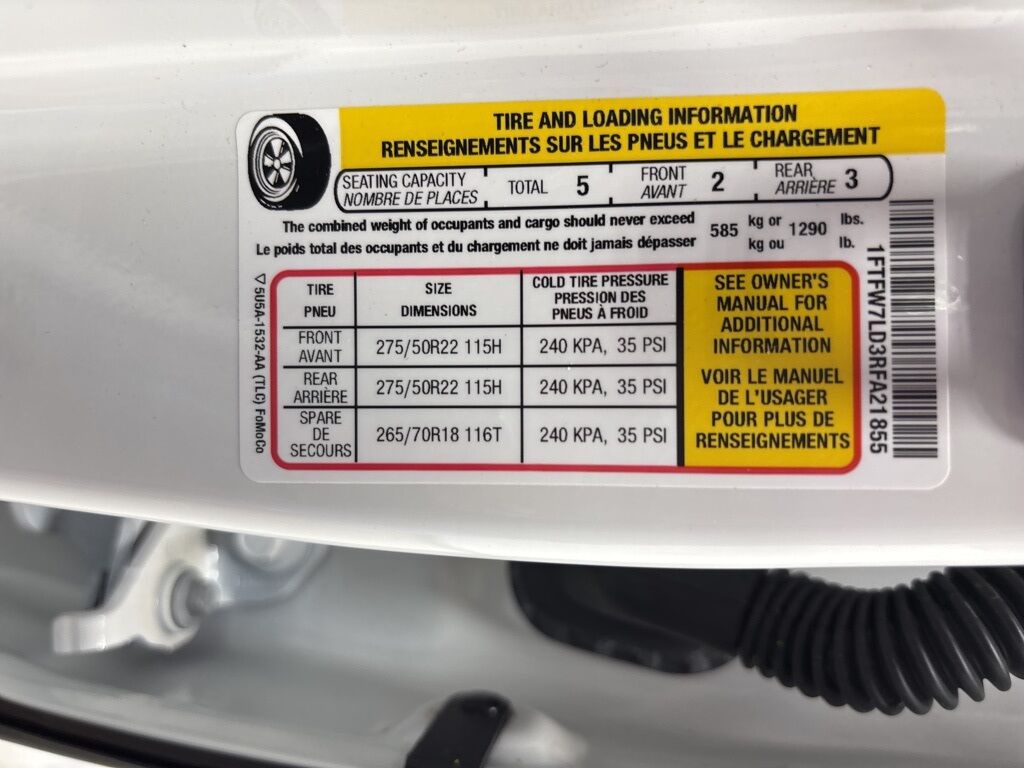 TIRE AND LOADING INFORMATION
RENSEIGNEMENTS SUR LES PNEUS ET LE CHARGEMENT
SEATING CAPACITY TOTAL 5 FRONT 2 REAR 3
NOMBRE DE PLACES AVANT ARRIÈRE
The combined weight of occupants and cargo should never exceed 585 kg or 1290 lbs.
Le poids total des occupants et du chargement ne doit jamais dépasser kg ou lb.
TIRE SIZE COLD TIRE PRESSURE
PNEU DIMENSIONS PRESSION DES
PNEUS À FROID
FRONT
AVANT 275/50R22 115H 240 KPA, 35 PSI
REAR
ARRIÈRE 275/50R22 115H 240 KPA, 35 PSI
SPARE
DE
SECOURS 265/70R18 116T 240 KPA, 35 PSI
SEE OWNER'S
MANUAL FOR
ADDITIONAL
INFORMATION
VOIR LE MANUEL
DE L'USAGER
POUR PLUS DE
RENSEIGNEMENTS
5U5A-1532-AA (TLC) FoMoCo
1FTFW7LD3RFA21855